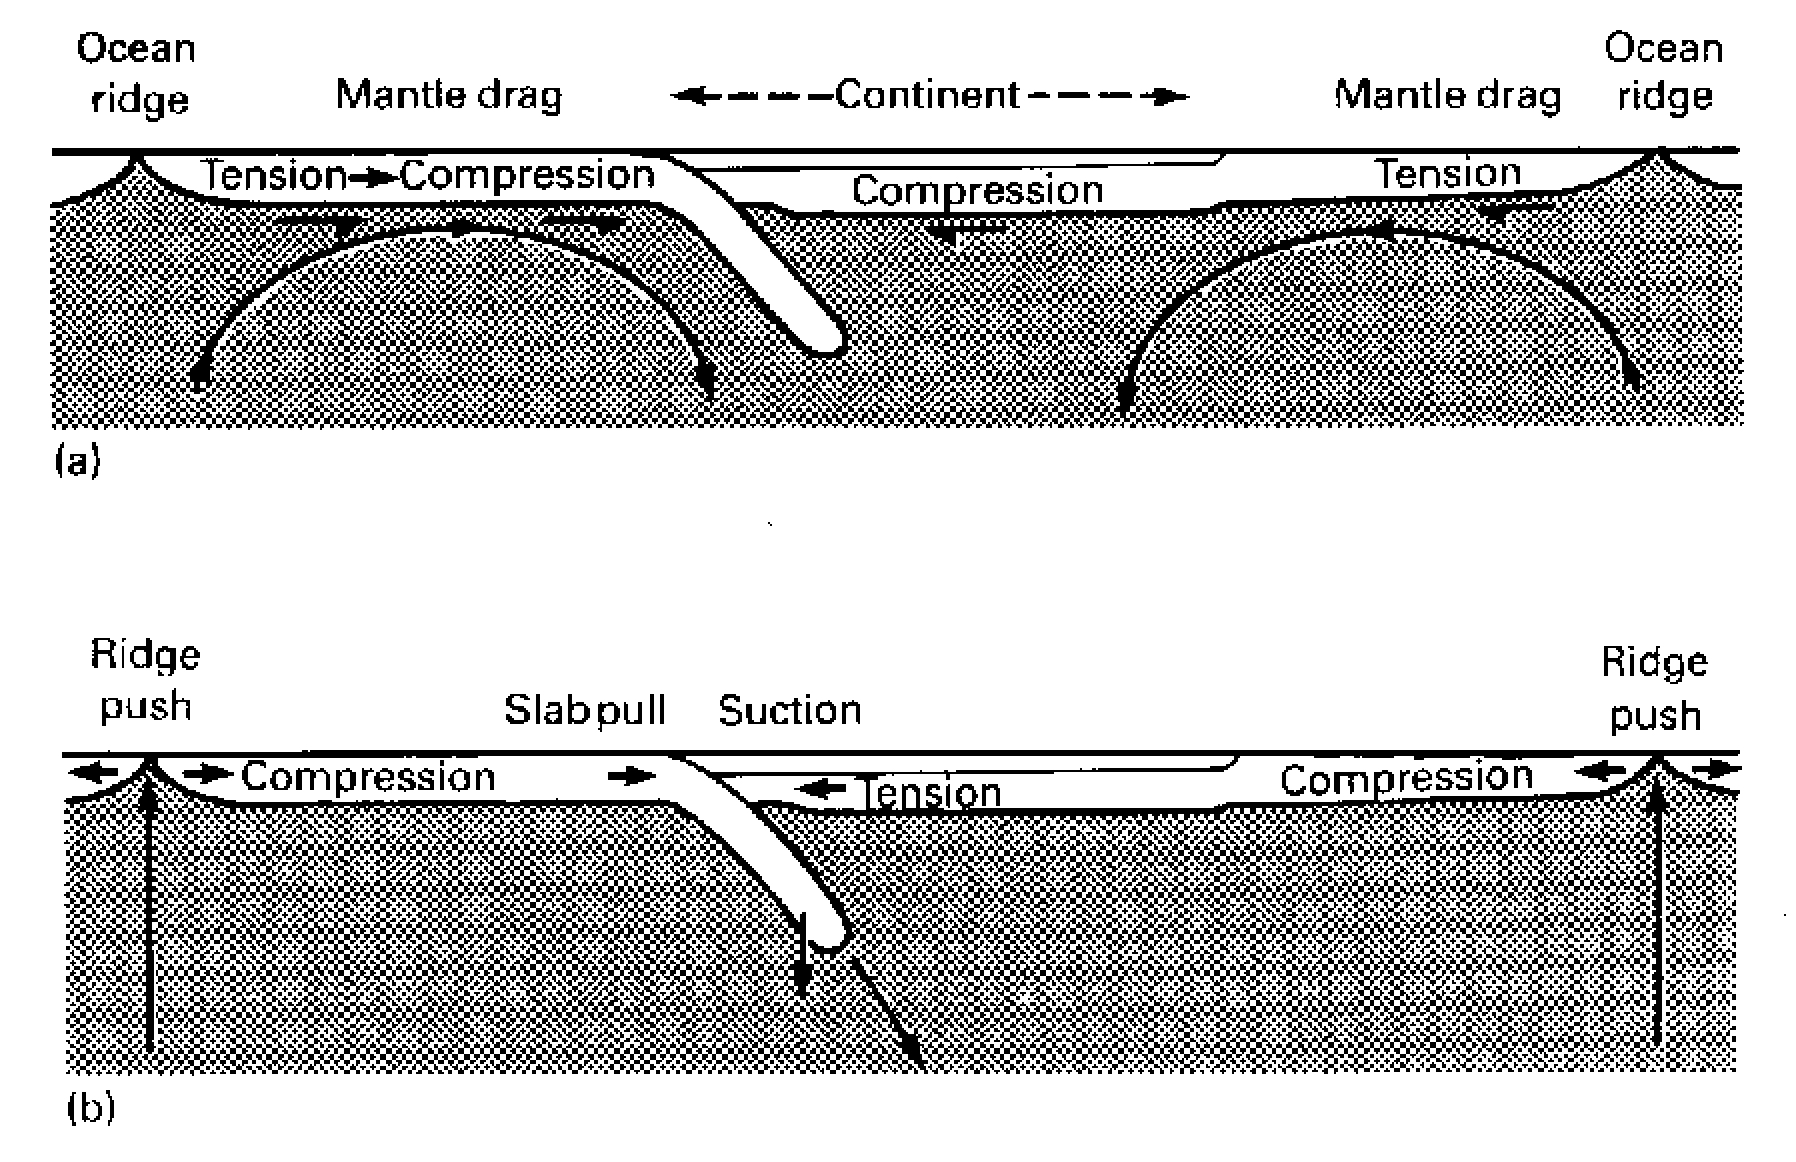 Ocean
ridge
Mantle drag
Continent
Mantle drag
Ocean
ridge
Tension
Compression
Compression
Tension
(a)
Ridge
push
Slab pull
Suction
Ridge
push
Compression
Tension
Compression
(b)